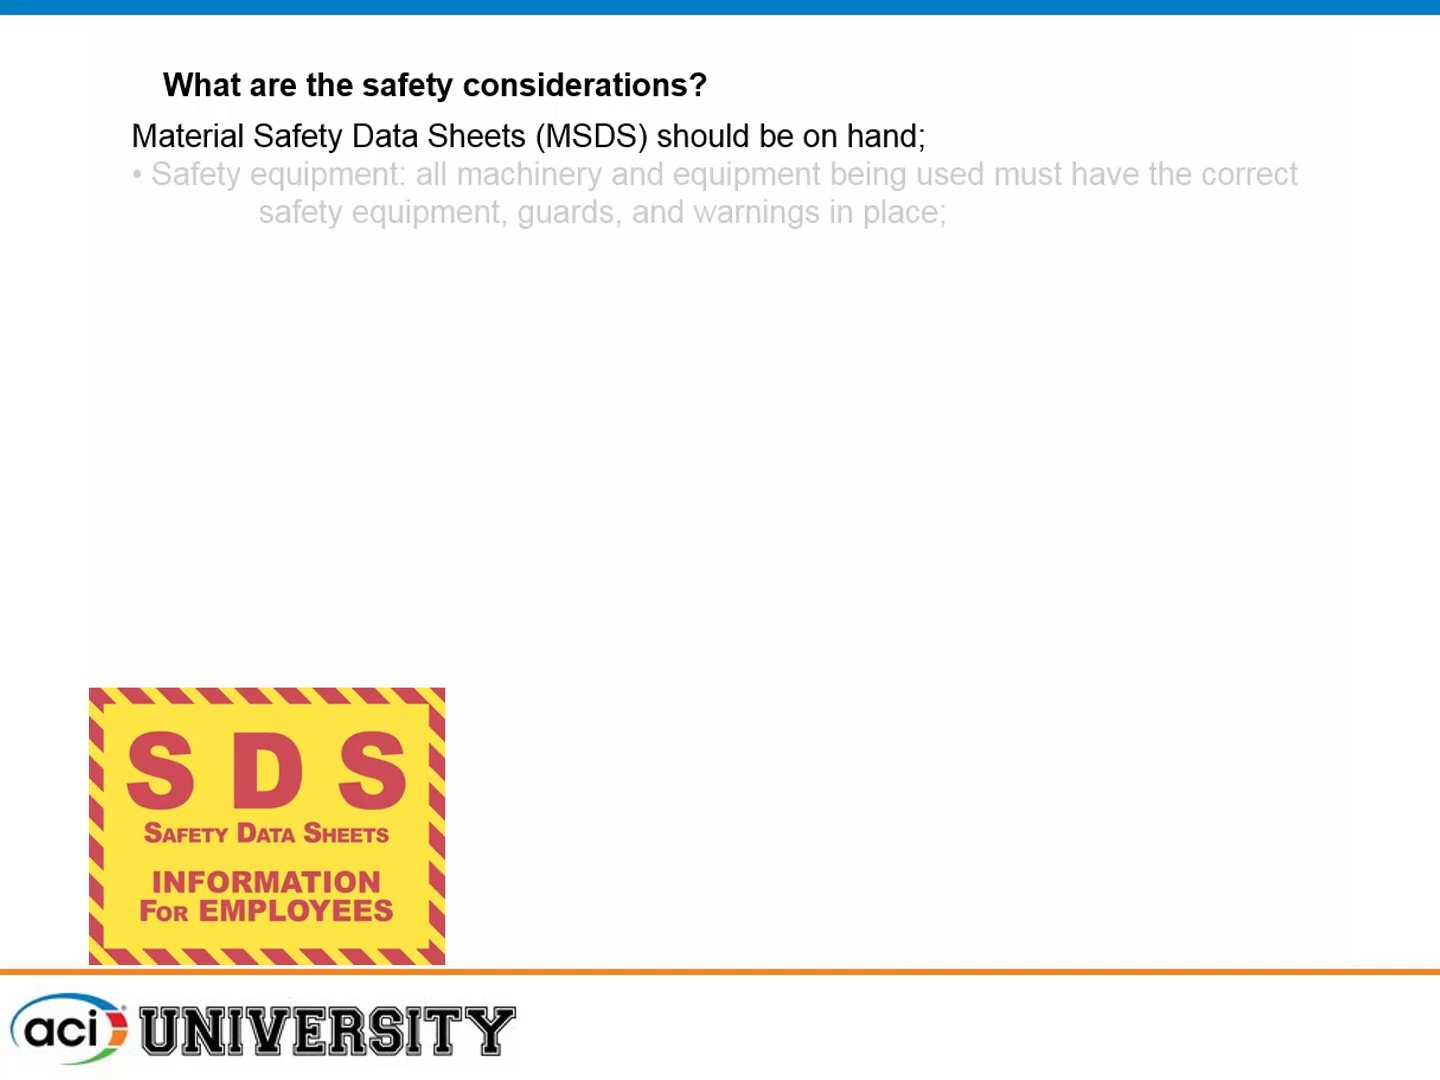 What are the safety considerations?
Material Safety Data Sheets (MSDS) should be on hand;
• Safety equipment: all machinery and equipment being used must have the correct
safety equipment, guards, and warnings in place;
S D S
SAFETY DATA SHEETS
INFORMATION
FOR EMPLOYEES
aci UNIVERSITY